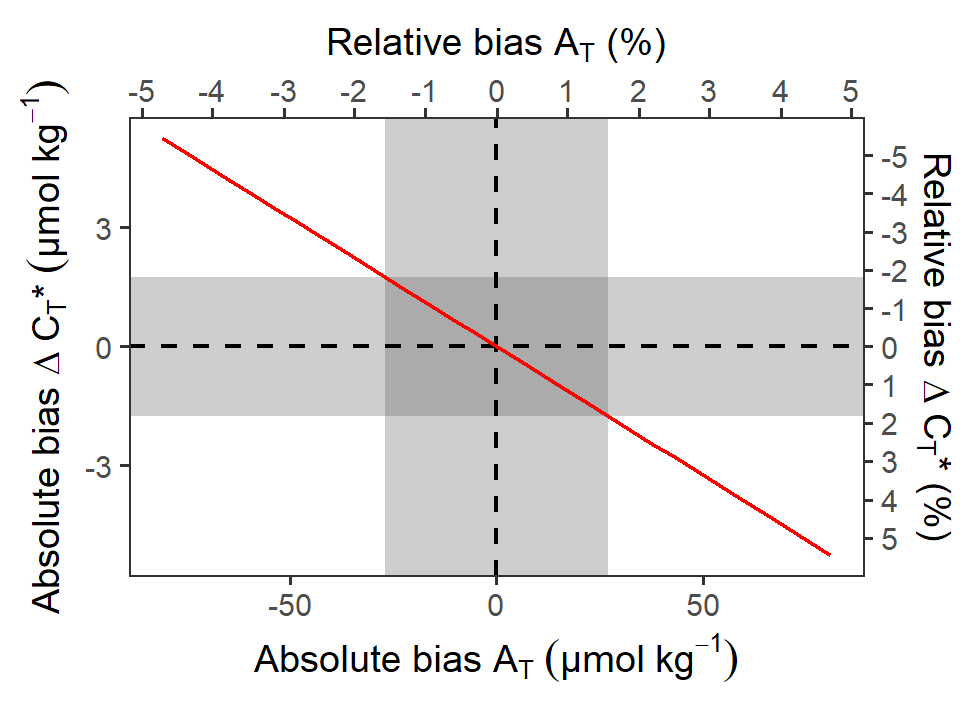 Relative bias A_T (%)
-5 -4 -3 -2 -1 0 1 2 3 4 5
Absolute bias Δ C_T* (μmol kg⁻¹)
3
0
-3
-5
-4
-3
-2
-1
0
1
2
3
4
5
Relative bias Δ C_T* (%)
-50 0 50
Absolute bias A_T (μmol kg⁻¹)